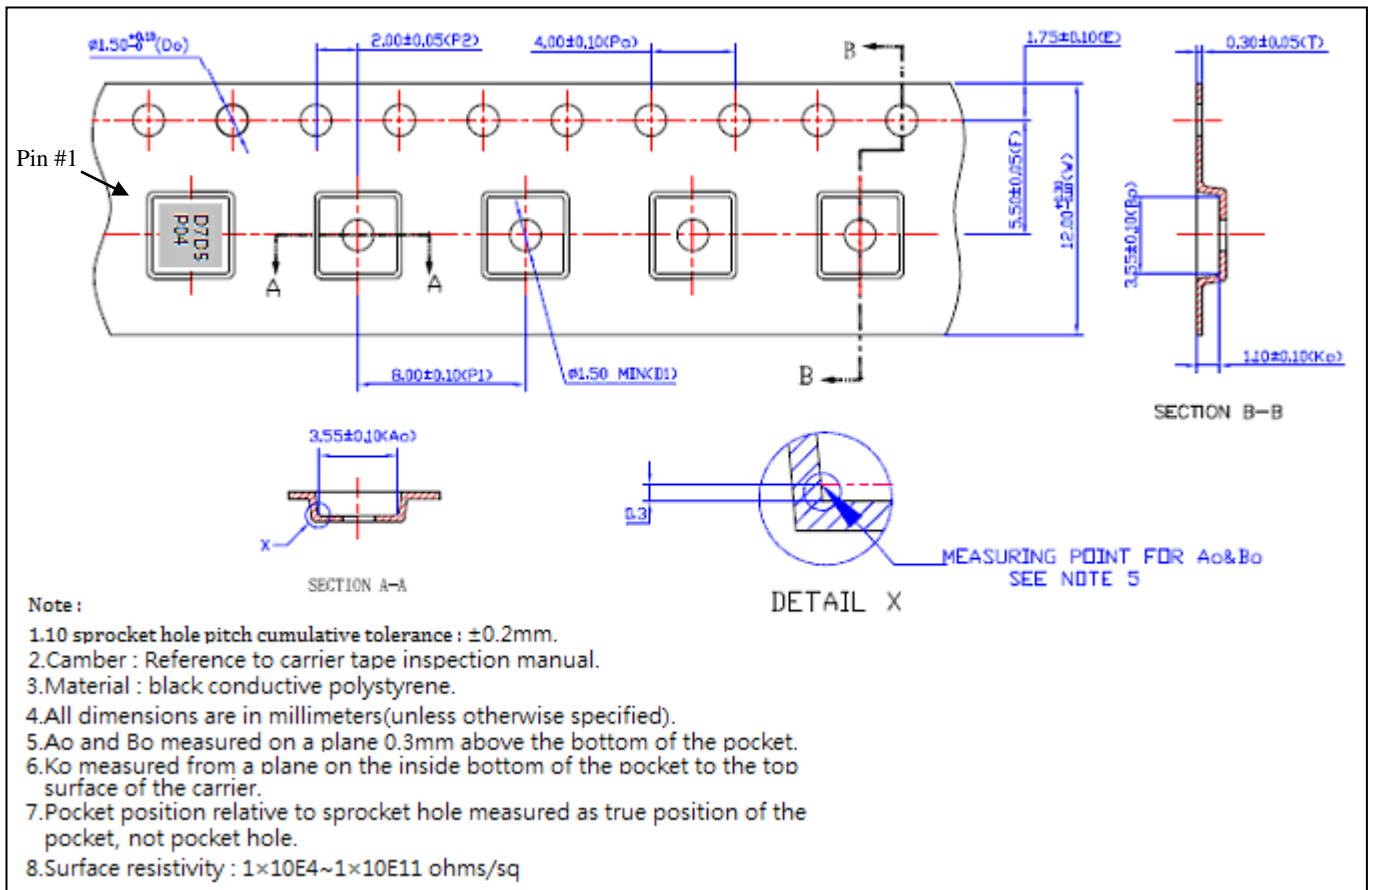 ø1.50+0.10-0(Do)
2.00±0.05(P2)
4.00±0.10(Po)
B
1.75±0.10(E)
0.30±0.05(T)
Pin #1
D7D5
P04
A
A
5.50±0.05(F)
3.55±0.10(Bo)
8.00±0.10(P1)
ø1.50 MIN(D1)
B
1.10±0.10(Ko)
SECTION B-B
3.55±0.10(Ao)
0.3
X
MEASURING POINT FOR Ao&Bo
SEE NOTE 5
SECTION A-A
DETAIL X
Note :
1.10 sprocket hole pitch cumulative tolerance : ±0.2mm.
2.Camber : Reference to carrier tape inspection manual.
3.Material : black conductive polystyrene.
4.All dimensions are in millimeters(unless otherwise specified).
5.Ao and Bo measured on a plane 0.3mm above the bottom of the pocket.
6.Ko measured from a plane on the inside bottom of the pocket to the top
surface of the carrier.
7.Pocket position relative to sprocket hole measured as true position of the
pocket, not pocket hole.
8.Surface resistivity : 1×10E4~1×10E11 ohms/sq